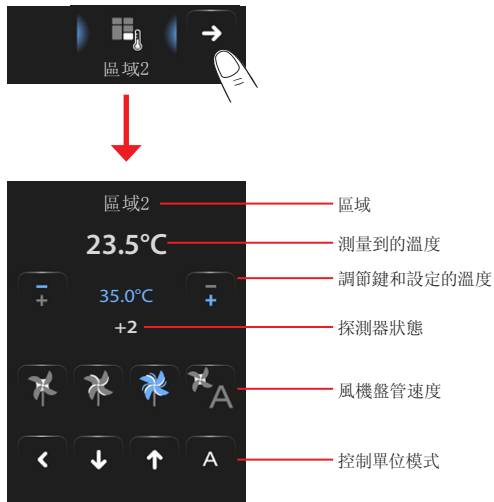 區域2
區域2
區域
23.5°C
測量到的溫度
35.0°C
調節鍵和設定的溫度
+2
探測器狀態
A
風機盤管速度
A
控制單位模式